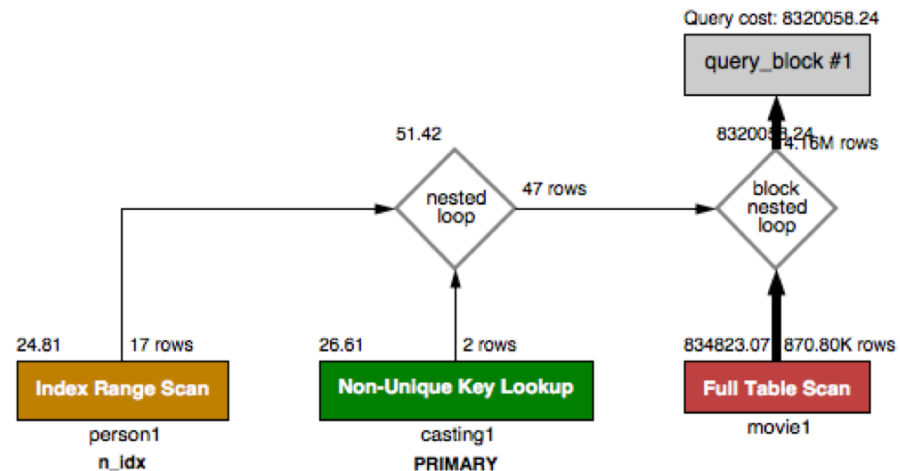 Query cost: 8320058.24
query_block #1
51.42
8320058.24
4.16M rows
nested
loop
47 rows
block
nested
loop
24.81
17 rows
26.61
2 rows
834823.07
870.80K rows
Index Range Scan
Non-Unique Key Lookup
Full Table Scan
person1
casting1
movie1
n_idx
PRIMARY